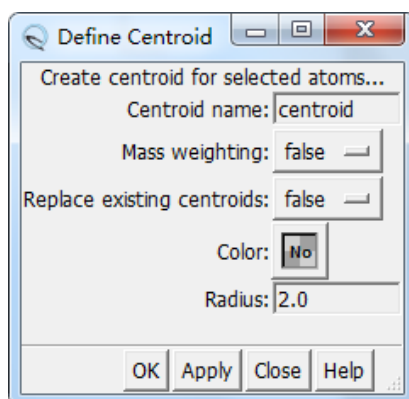 Define Centroid
Create centroid for selected atoms...
Centroid name: centroid
Mass weighting: false
Replace existing centroids: false
Color: No
Radius: 2.0
OK Apply Close Help